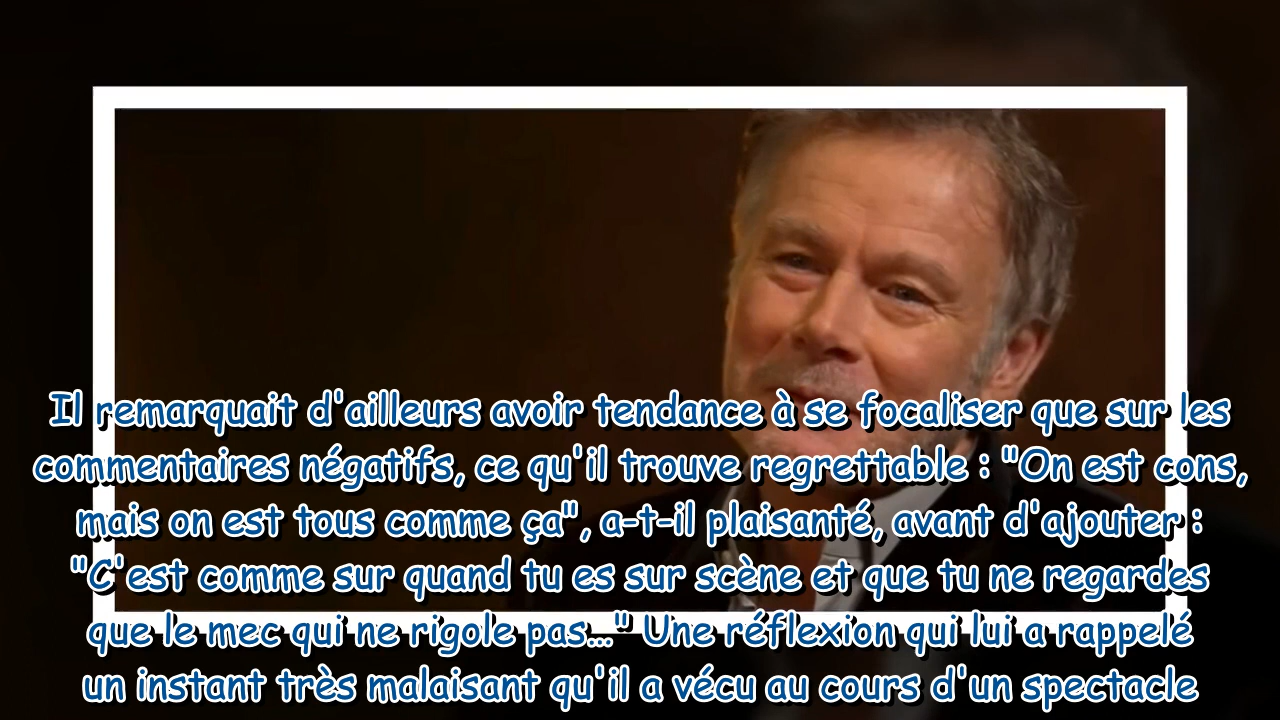 Il remarquait d'ailleurs avoir tendance à se focaliser que sur les
commentaires négatifs, ce qu'il trouve regrettable : "On est cons,
mais on est tous comme ça", a-t-il plaisanté, avant d'ajouter :
"C'est comme sur quand tu es sur scène et que tu ne regardes
que le mec qui ne rigole pas..." Une réflexion qui lui a rappelé
un instant très malaisant qu'il a vécu au cours d'un spectacle